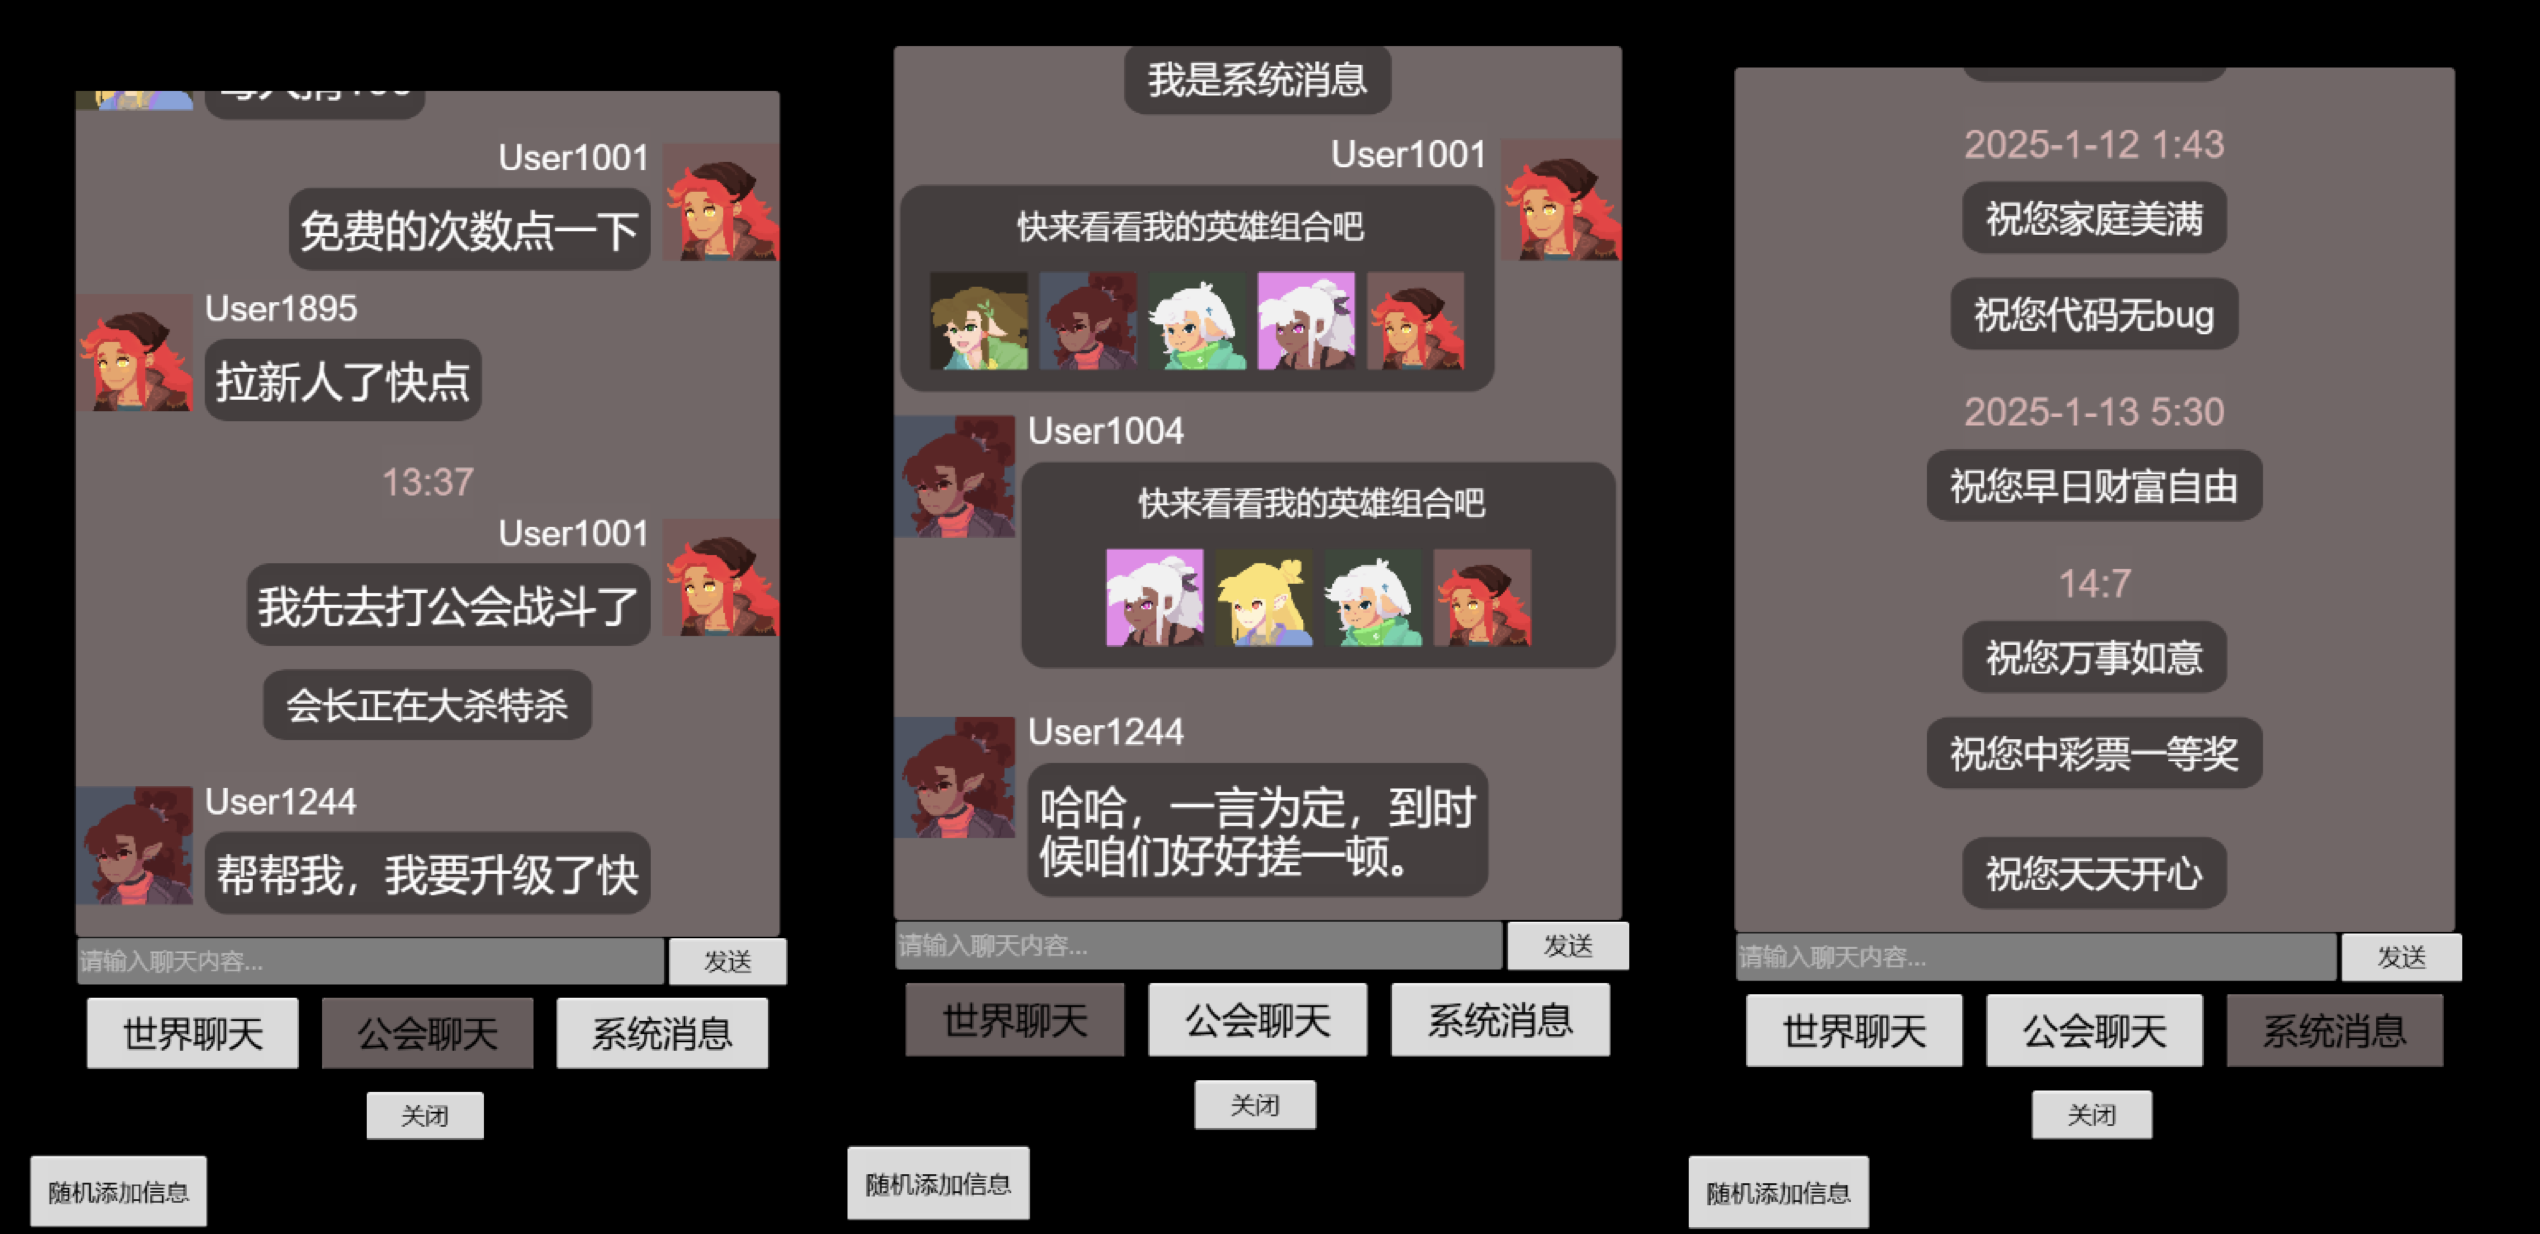 User1001
免费的次数点一下
User1895
拉新人了快点
13:37
User1001
我先去打公会战斗了
会长正在大杀特杀
User1244
帮帮我，我要升级了快
请输入聊天内容...
发送
世界聊天
公会聊天
系统消息
关闭
随机添加信息
我是系统消息
User1001
快来看看我的英雄组合吧
User1004
快来看看我的英雄组合吧
User1244
哈哈，一言为定，到时
候咱们好好搓一顿。
请输入聊天内容...
发送
世界聊天
公会聊天
系统消息
关闭
随机添加信息
2025-1-12 1:43
祝您家庭美满
祝您代码无bug
2025-1-13 5:30
祝您早日财富自由
14:7
祝您万事如意
祝您中彩票一等奖
祝您天天开心
请输入聊天内容...
发送
世界聊天
公会聊天
系统消息
关闭
随机添加信息